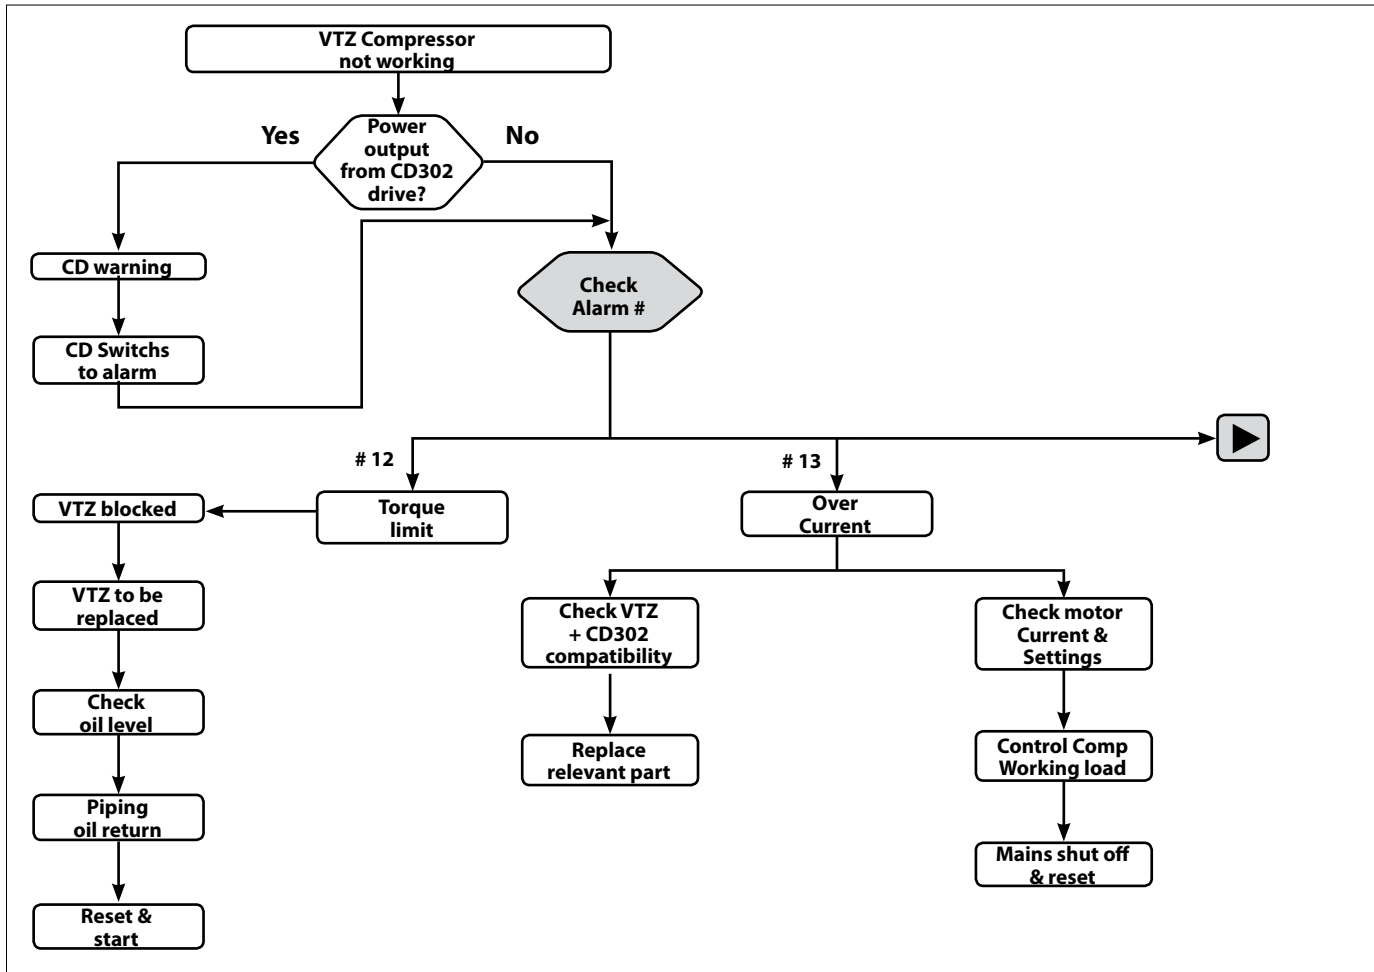 VTZ Compressor
not working
Yes
Power
output
from CD302
drive?
No
CD warning
CD Switchs
to alarm
Check
Alarm #
# 12
# 13
VTZ blocked
Torque
limit
Over
Current
VTZ to be
replaced
Check VTZ
+ CD302
compatibility
Check motor
Current &
Settings
Check
oil level
Replace
relevant part
Control Comp
Working load
Piping
oil return
Mains shut off
& reset
Reset &
start